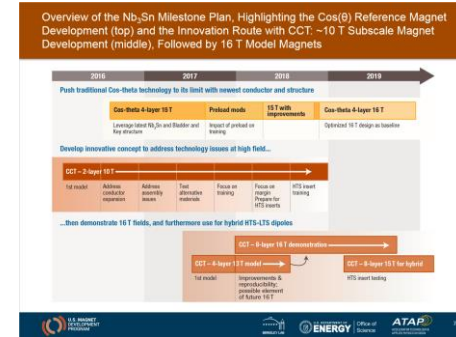 Overview of the Nb₃Sn Milestone Plan, Highlighting the Cos(θ) Reference Magnet
Development (top) and the Innovation Route with CCT: ~10 T Subscale Magnet
Development (middle), Followed by 16 T Model Magnets
2016 2017 2018 2019
Push traditional Cos-theta technology to its limit with newest conductor and structure
Cos-theta 4-layer 15 T Preload mods 15 T with improvements Cos-theta 4-layer 16 T
Leverage latest Nb₃Sn and Bladder and Key structure Impact of preload on training Optimized 16 T design as baseline
Develop innovative concept to address technology issues at high field...
CCT – 2-layer 10 T
1st model Address conductor expansion Address assembly issues Test alternative materials Focus on training Focus on margin Prepare for HTS inserts HTS insert training
...then demonstrate 16 T fields, and furthermore use for hybrid HTS-LTS dipoles
CCT – 8-layer 16 T demonstration
CCT – 4-layer 13 T model CCT – 8-layer 15 T for hybrid
1st model Improvements & reproducibility; possible element of future 16 T HTS insert testing
U.S. MAGNET
DEVELOPMENT
PROGRAM
BERKELEY LAB
ENERGY
Office of
Science
ATAP